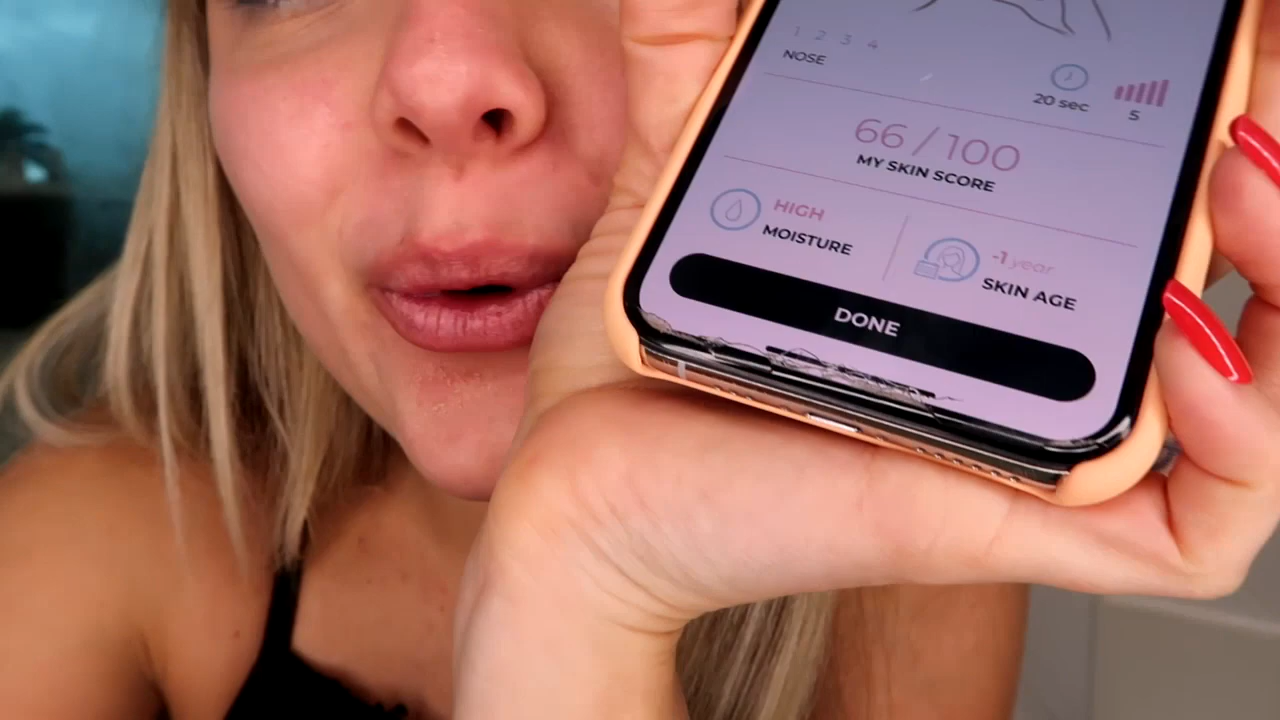 1 2 3 4
NOSE
20 sec
5
66 / 100
MY SKIN SCORE
HIGH
MOISTURE
-1 year
SKIN AGE
DONE